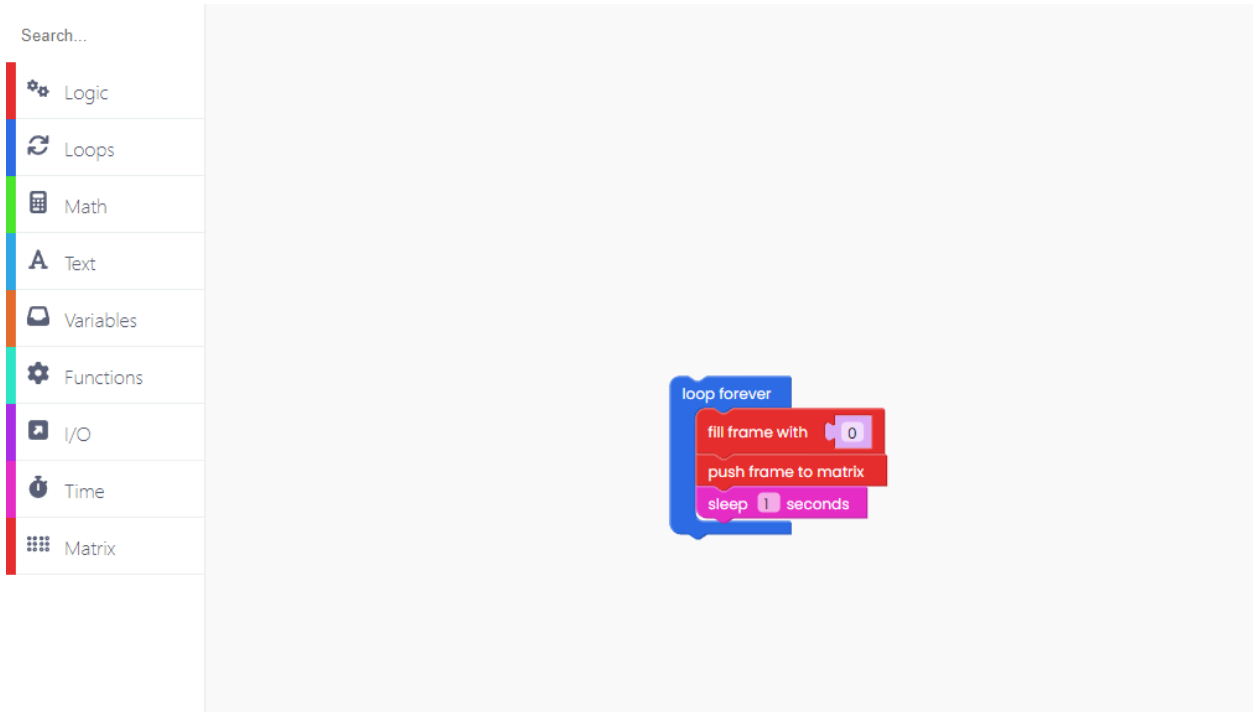 Search...
Logic
Loops
Math
Text
Variables
Functions
I/O
Time
Matrix
loop forever
fill frame with 0
push frame to matrix
sleep 1 seconds